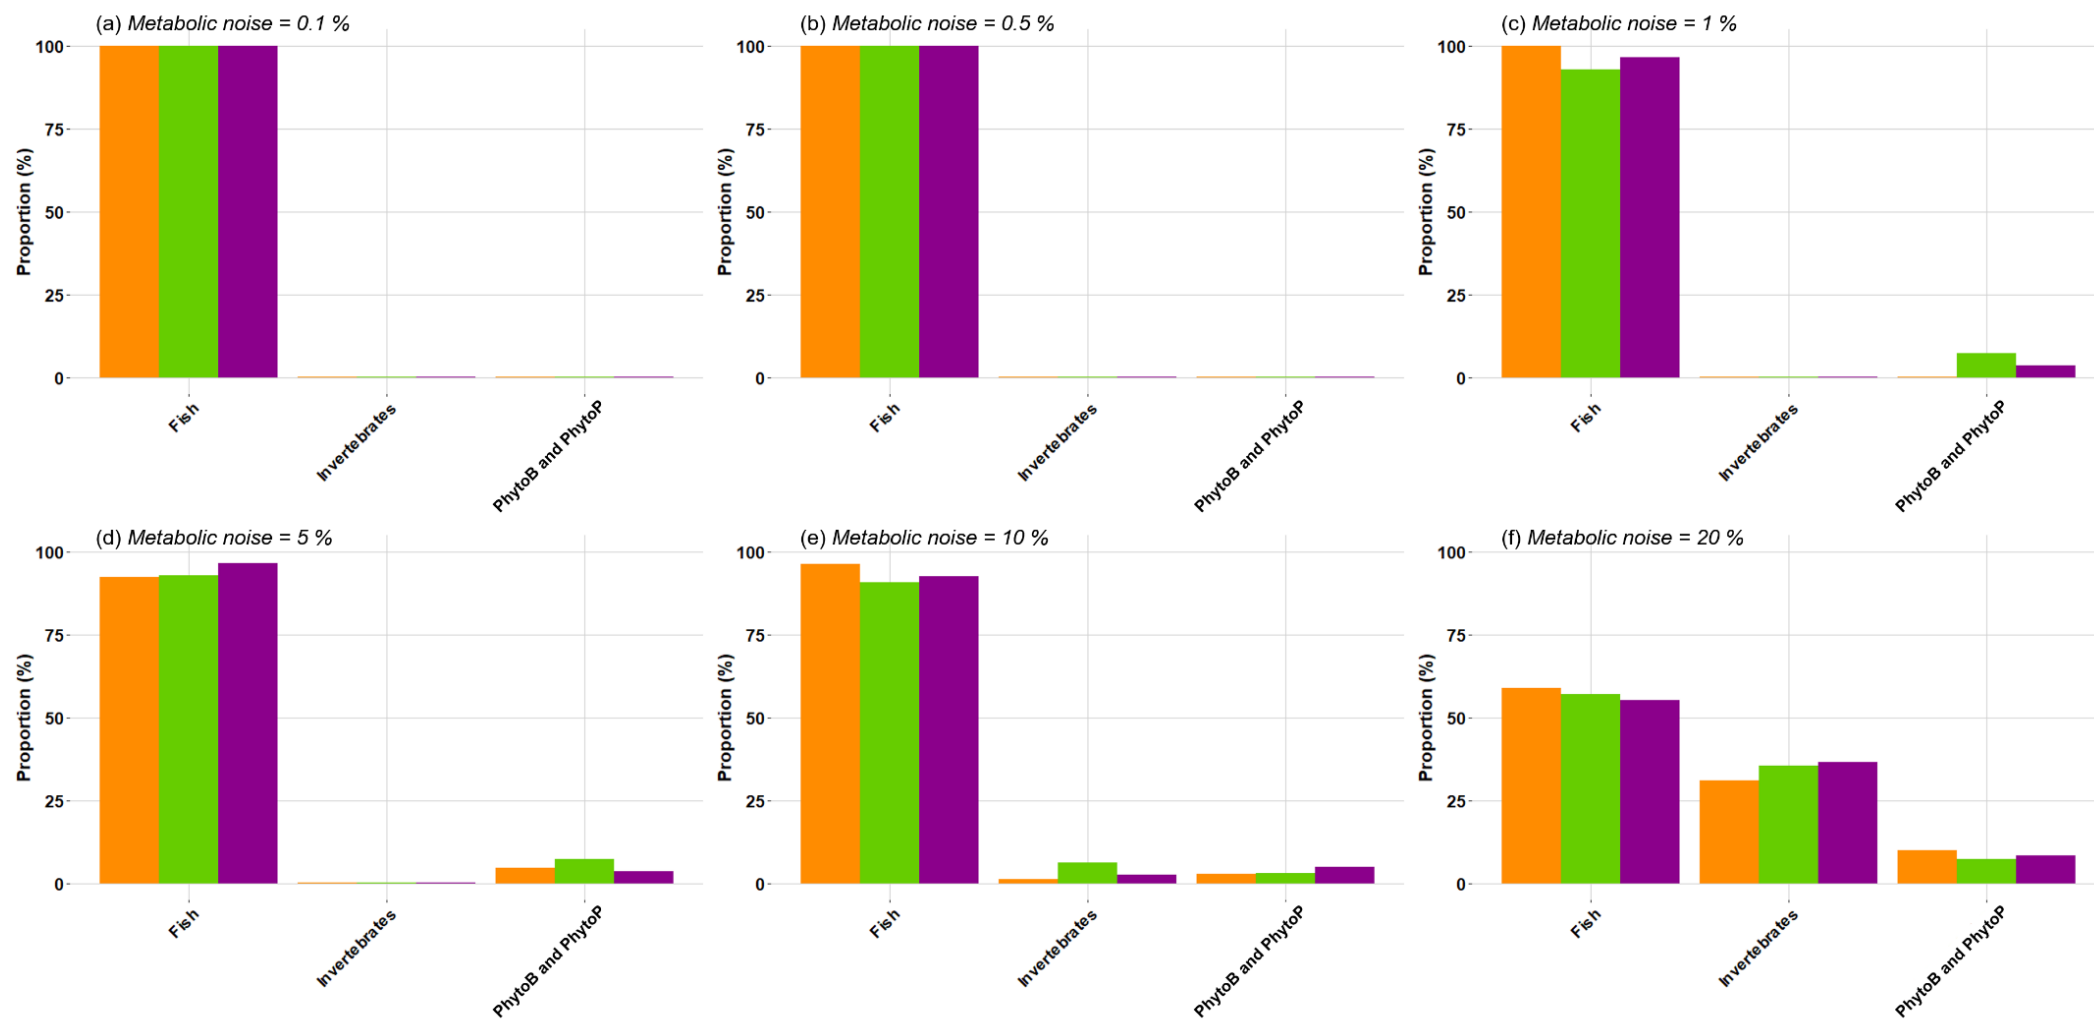 (a) Metabolic noise = 0.1 %
Proportion (%)
100
75
50
25
0
Fish
Invertebrates
PhytoB and PhytoP
(b) Metabolic noise = 0.5 %
Proportion (%)
100
75
50
25
0
Fish
Invertebrates
PhytoB and PhytoP
(c) Metabolic noise = 1 %
Proportion (%)
100
75
50
25
0
Fish
Invertebrates
PhytoB and PhytoP
(d) Metabolic noise = 5 %
Proportion (%)
100
75
50
25
0
Fish
Invertebrates
PhytoB and PhytoP
(e) Metabolic noise = 10 %
Proportion (%)
100
75
50
25
0
Fish
Invertebrates
PhytoB and PhytoP
(f) Metabolic noise = 20 %
Proportion (%)
100
75
50
25
0
Fish
Invertebrates
PhytoB and PhytoP